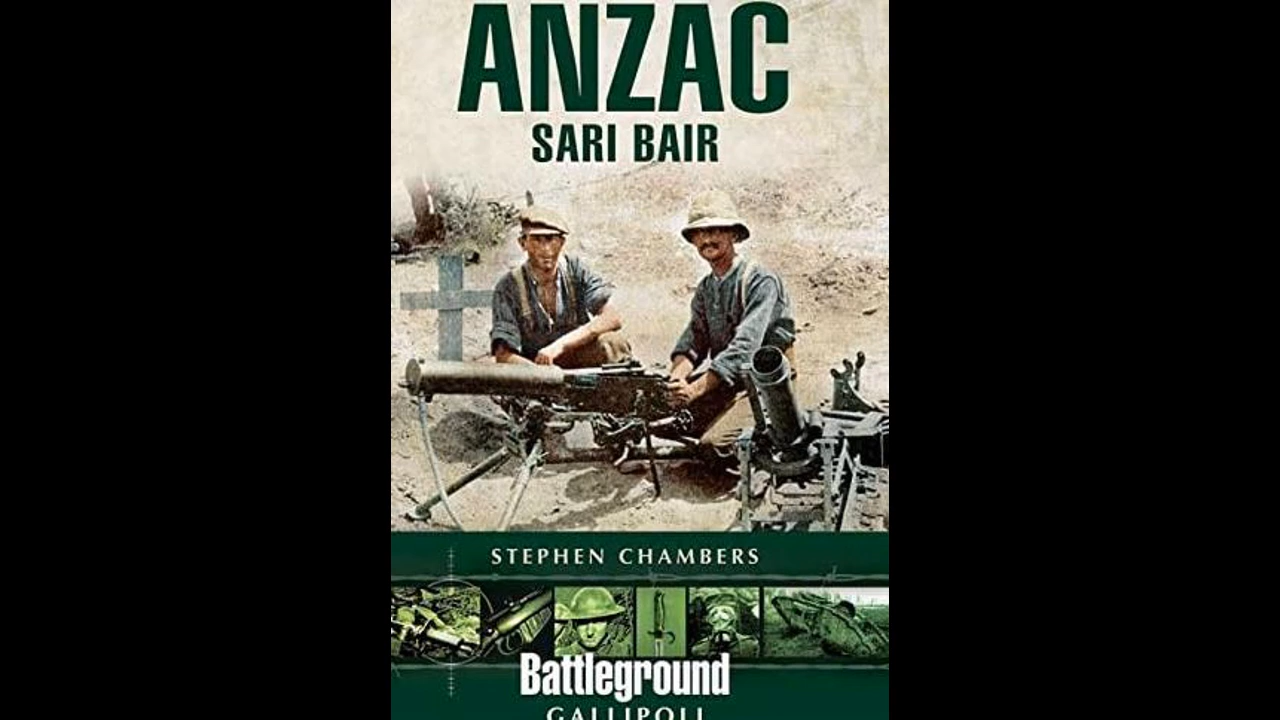 ANZAC
SARI BAIR
STEPHEN CHAMBERS
Battleground
GALLIPOLI